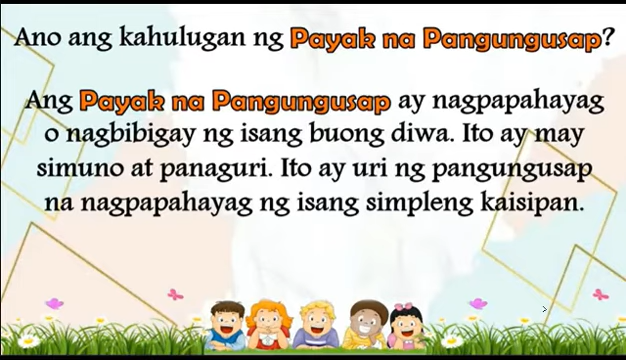 Ano ang kahulugan ng Payak na Pangungusap?
Ang Payak na Pangungusap ay nagpapahayag
o nagbibigay ng isang buong diwa. Ito ay may
simuno at panaguri. Ito ay uri ng pangungusap
na nagpapahayag ng isang simpleng kaisipan.